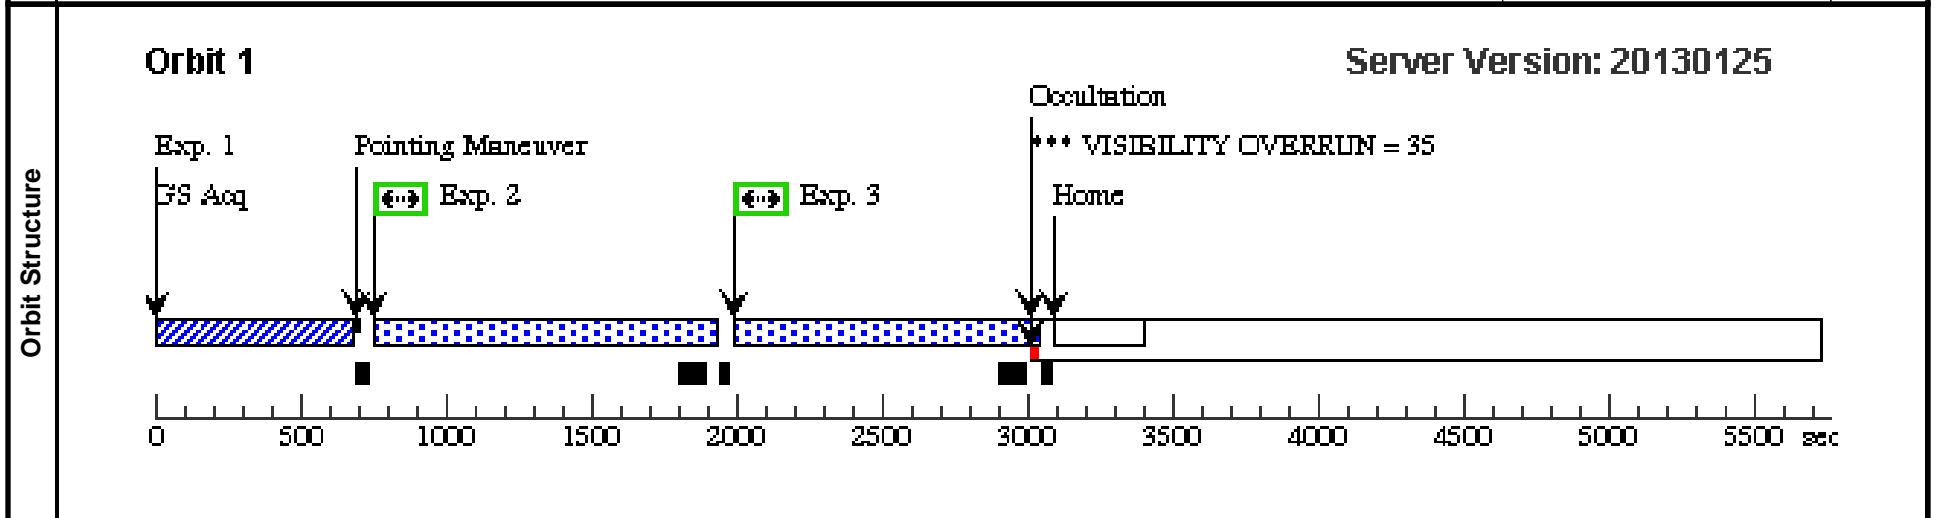 Orbit Structure
Orbit 1
Server Version: 20130125
Occultation
Exp. 1
Pointing Maneuver
*** VISIBILITY OVERRUN = 35
GS Acq
Exp. 2
Exp. 3
Home
0 500 1000 1500 2000 2500 3000 3500 4000 4500 5000 5500 sec